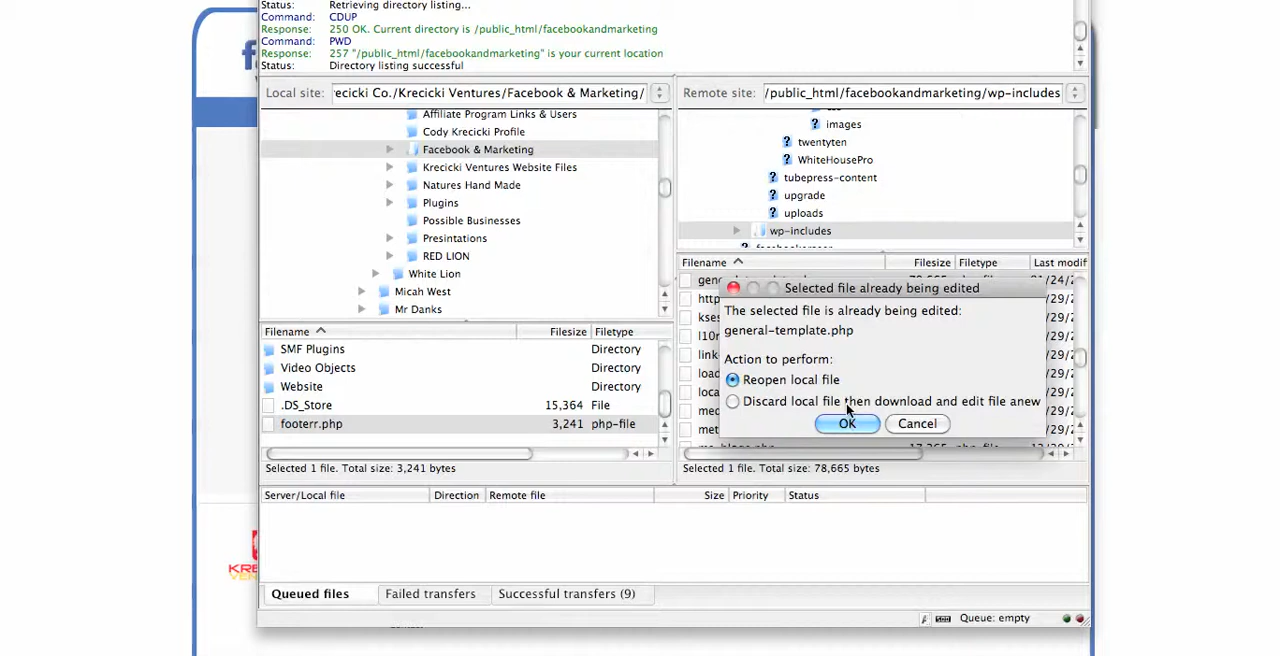 Status: Retrieving directory listing...
Command: CDUP
Response: 250 OK. Current directory is /public_html/facebookandmarketing
Command: PWD
Response: 257 "/public_html/facebookandmarketing" is your current location
Status: Directory listing successful
Local site: recicki Co./Krecicki Ventures/Facebook & Marketing/
Remote site: /public_html/facebookandmarketing/wp-includes
Affiliate Program Links & Users
Cody Krecicki Profile
Facebook & Marketing
Krecicki Ventures Website Files
Natures Hand Made
Plugins
Possible Businesses
Presintations
RED LION
White Lion
Micah West
Mr Danks
images
twentyten
WhiteHousePro
tubepress-content
upgrade
uploads
wp-includes
Filename Filesize Filetype
SMF Plugins Directory
Video Objects Directory
Website Directory
.DS_Store 15,364 File
footerr.php 3,241 php-file
Selected 1 file. Total size: 3,241 bytes
Filename Filesize Filetype Last modif
Selected file already being edited
The selected file is already being edited:
general-template.php
Action to perform:
Reopen local file
Discard local file then download and edit file anew
OK Cancel
Selected 1 file. Total size: 78,665 bytes
Server/Local file Direction Remote file Size Priority Status
Queued files Failed transfers Successful transfers (9)
Queue: empty